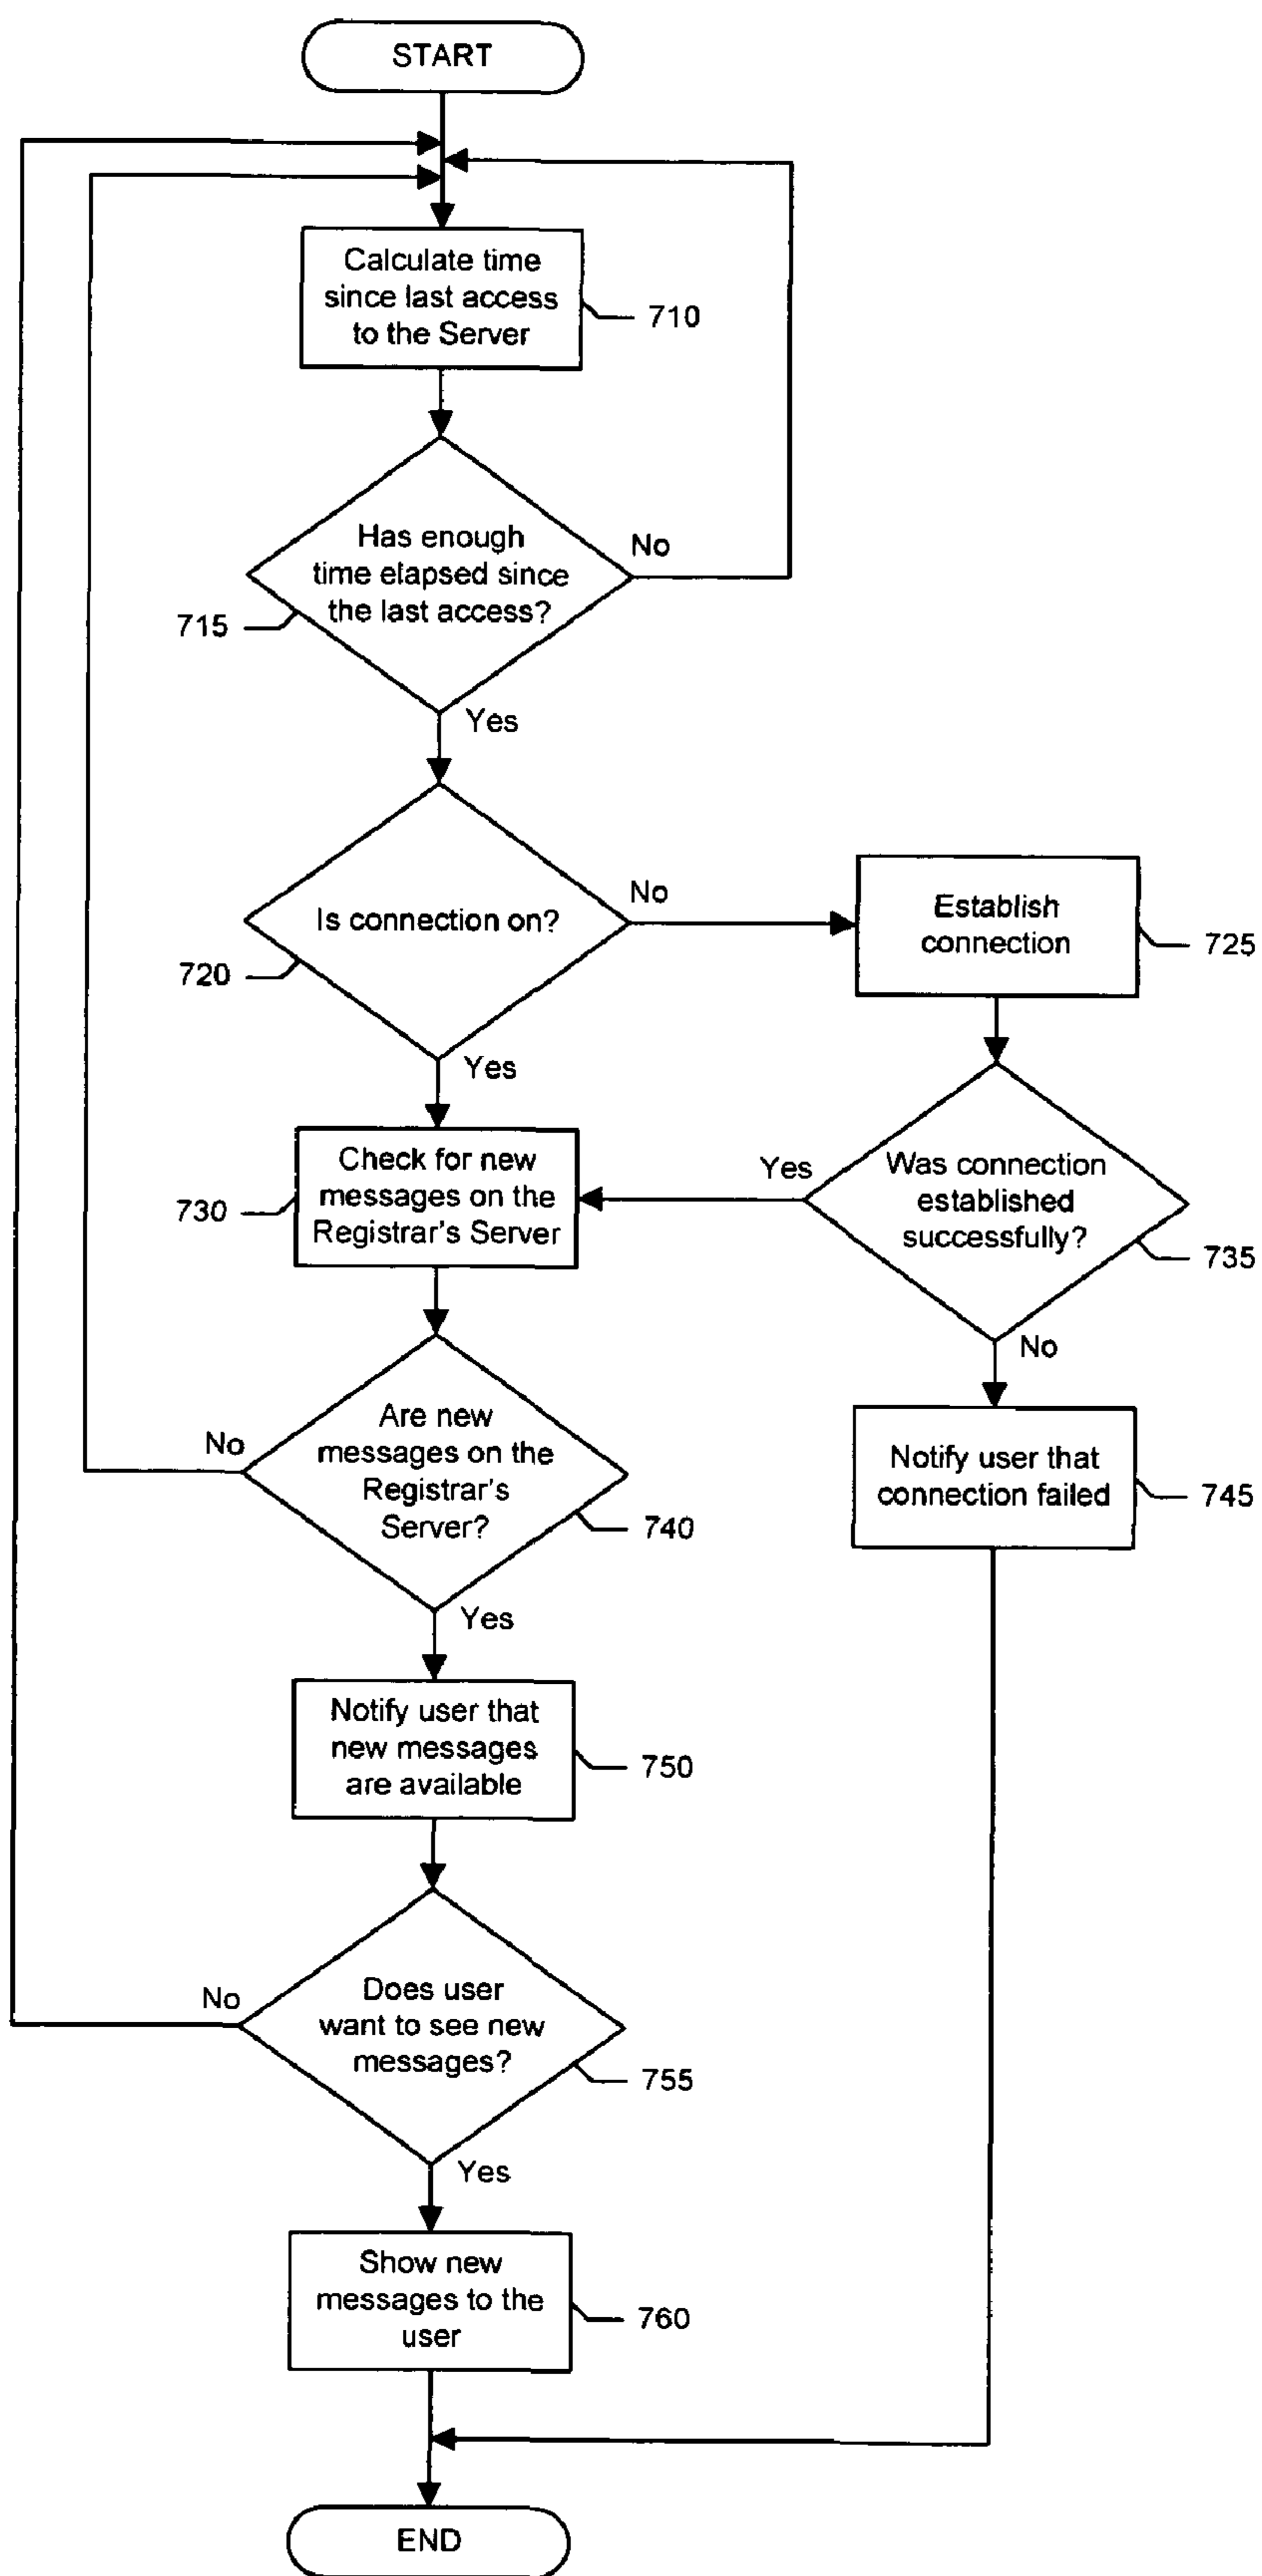 START
Calculate time
since last access
to the Server
710
Has enough
time elapsed since
the last access?
No
715
Yes
Is connection on?
No
720
Yes
Establish
connection
725
Check for new
messages on the
Registrar's Server
730
Yes
Was connection
established
successfully?
735
No
Are new
messages on the
Registrar's
Server?
No
740
Yes
Notify user that
connection failed
745
Notify user that
new messages
are available
750
Does user
want to see new
messages?
No
755
Yes
Show new
messages to the
user
760
END